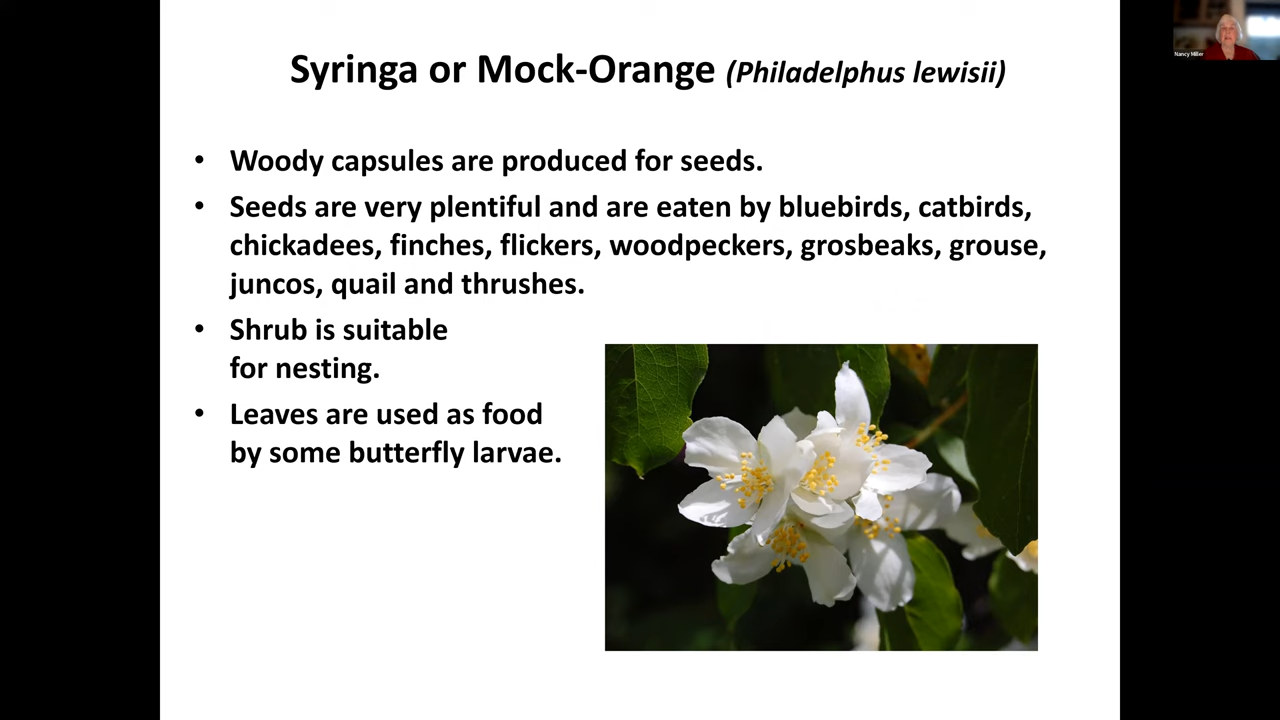 Syringa or Mock-Orange (Philadelphus lewisii)
Nancy Miller
• Woody capsules are produced for seeds.
• Seeds are very plentiful and are eaten by bluebirds, catbirds,
chickadees, finches, flickers, woodpeckers, grosbeaks, grouse,
juncos, quail and thrushes.
• Shrub is suitable
for nesting.
• Leaves are used as food
by some butterfly larvae.